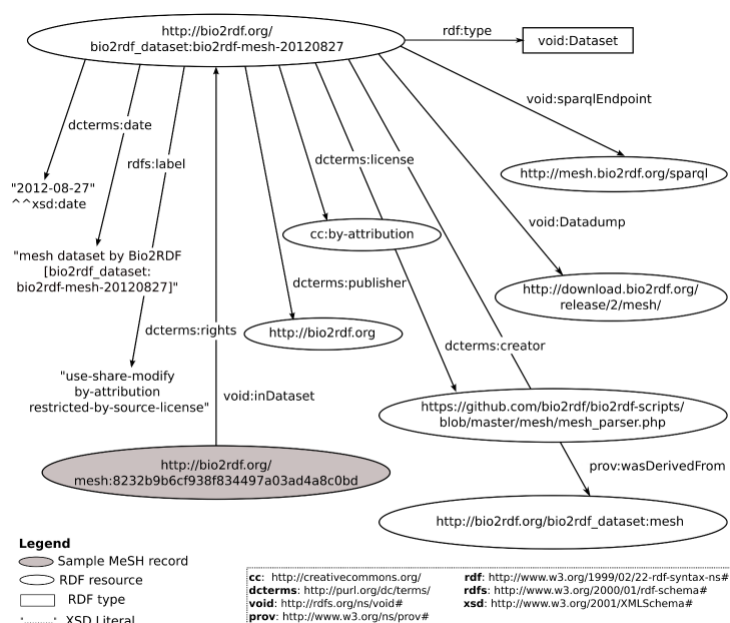 http://bio2rdf.org/
bio2rdf_dataset:bio2rdf-mesh-20120827
rdf:type
void:Dataset
void:sparqlEndpoint
dcterms:date
dcterms:license
rdfs:label
http://mesh.bio2rdf.org/sparql
"2012-08-27"
^^xsd:date
void:Datadump
cc:by-attribution
"mesh dataset by Bio2RDF
[bio2rdf_dataset:
bio2rdf-mesh-20120827]"
dcterms:publisher
http://download.bio2rdf.org/
release/2/mesh/
dcterms:rights
http://bio2rdf.org
dcterms:creator
"use-share-modify
by-attribution
restricted-by-source-license"
void:inDataset
https://github.com/bio2rdf/bio2rdf-scripts/
blob/master/mesh/mesh_parser.php
http://bio2rdf.org/
mesh:8232b9b6cf938f834497a03ad4a8c0bd
prov:wasDerivedFrom
http://bio2rdf.org/bio2rdf_dataset:mesh
Legend
Sample MeSH record
RDF resource
RDF type
XSD Literal
cc: http://creativecommons.org/
dcterms: http://purl.org/dc/terms/
void: http://rdfs.org/ns/void#
prov: http://www.w3.org/ns/prov#
rdf: http://www.w3.org/1999/02/22-rdf-syntax-ns#
rdfs: http://www.w3.org/2000/01/rdf-schema#
xsd: http://www.w3.org/2001/XMLSchema#